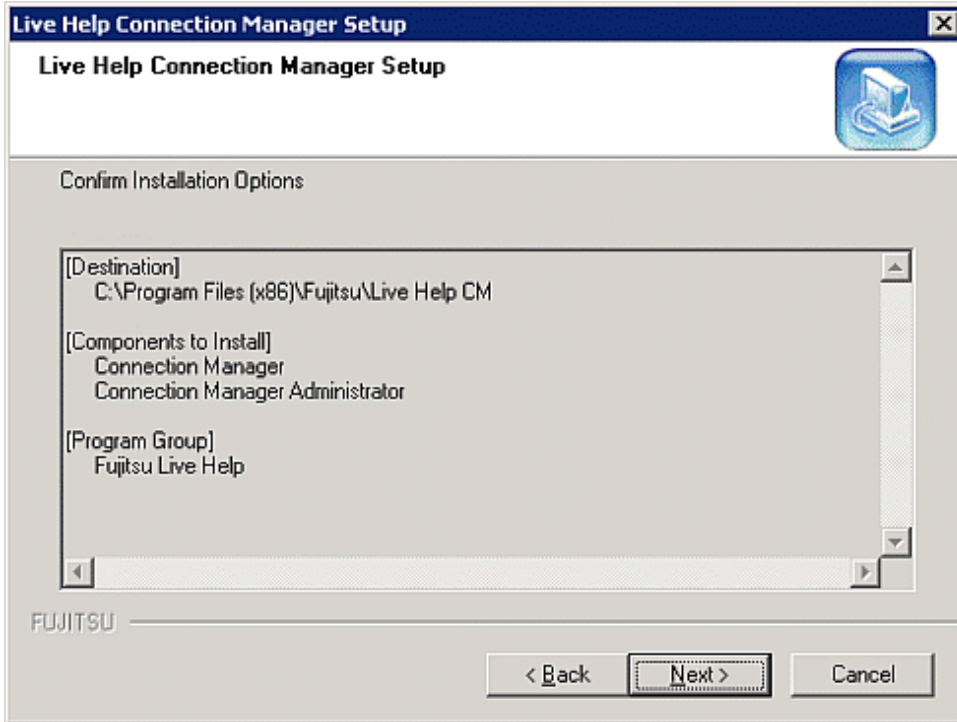 Live Help Connection Manager Setup
Live Help Connection Manager Setup
Confirm Installation Options
[Destination]
C:\Program Files (x86)\Fujitsu\Live Help CM
[Components to Install]
Connection Manager
Connection Manager Administrator
[Program Group]
Fujitsu Live Help
FUJITSU
< Back
Next >
Cancel